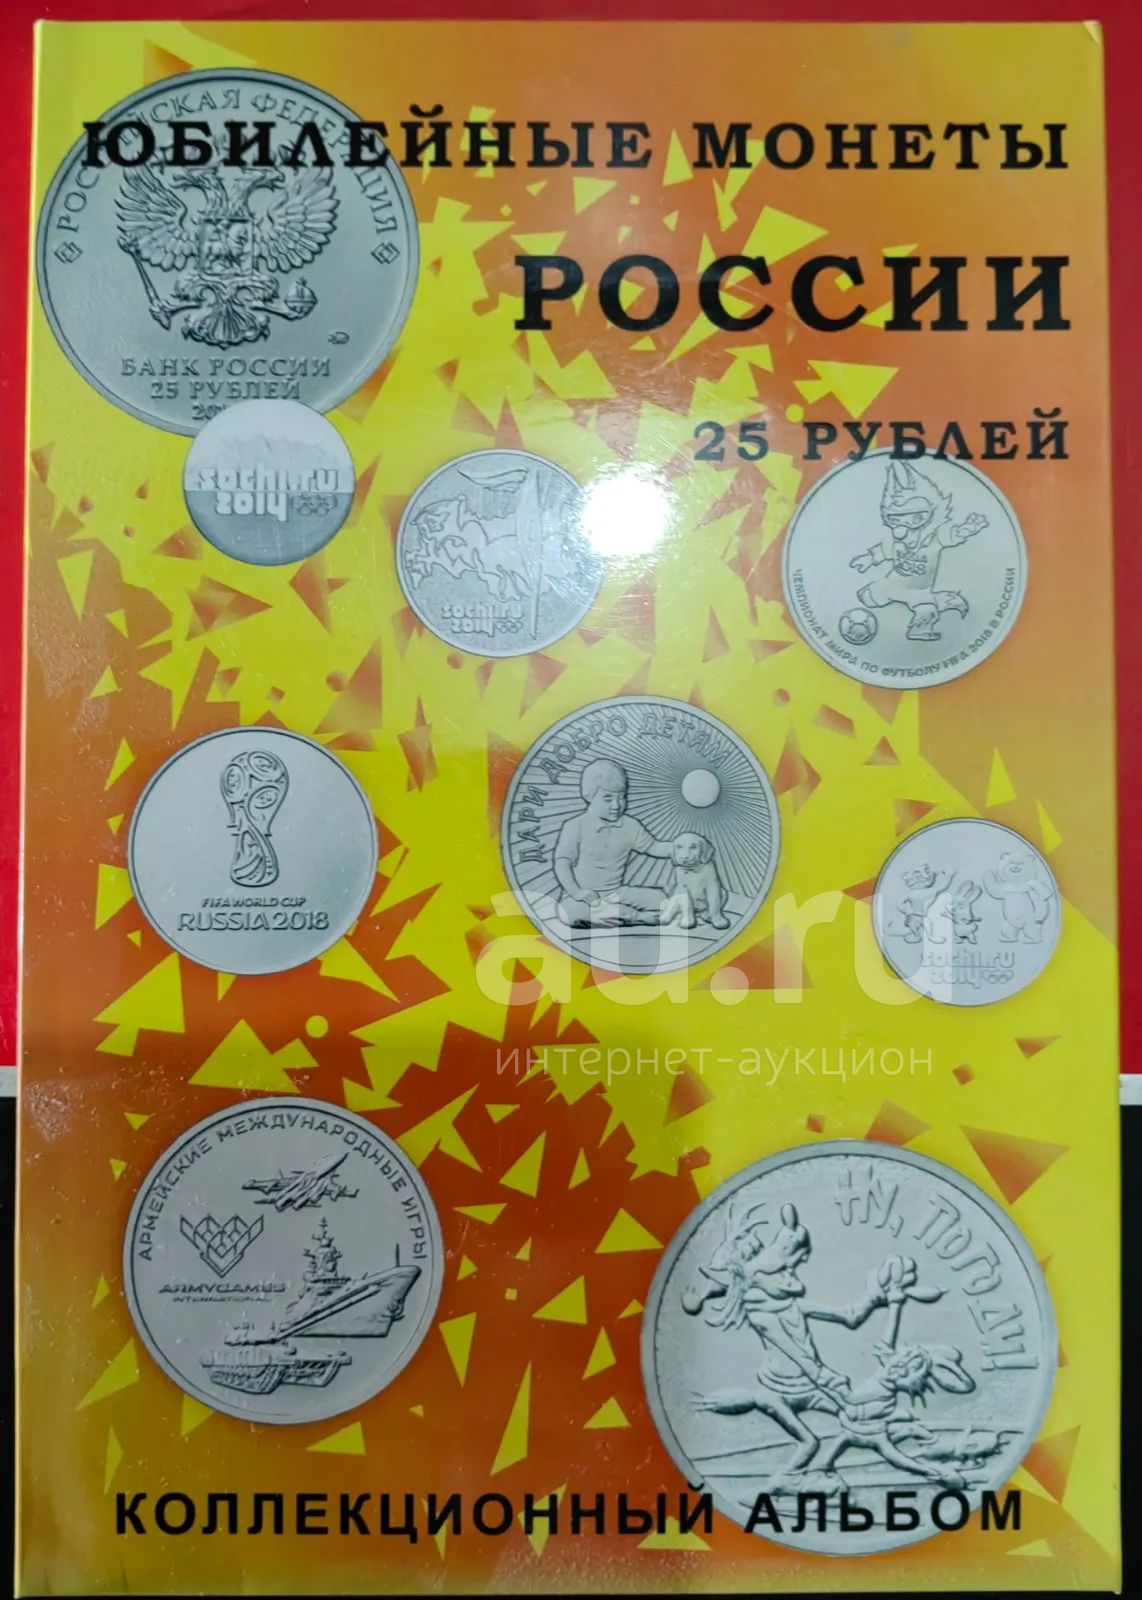 ЮБИЛЕЙНЫЕ МОНЕТЫ
РОССИИ
25 РУБЛЕЙ
РОССИЙСКАЯ ФЕДЕРАЦИЯ
БАНК РОССИИ
25 РУБЛЕЙ
sochi.ru
2014
sochi.ru
2014
ЧЕМПИОНАТ МИРА ПО ФУТБОЛУ FIFA 2018 В РОССИИ
FIFA WORLD CUP
RUSSIA 2018
ДАРИ ДОБРО ДЕТЯМ
sochi.ru
2014
au.ru
интернет-аукцион
АРМЕЙСКИЕ МЕЖДУНАРОДНЫЕ ИГРЫ
ARMYGAMES
INTERNATIONAL
НУ, ПОГОДИ!
КОЛЛЕКЦИОННЫЙ АЛЬБОМ